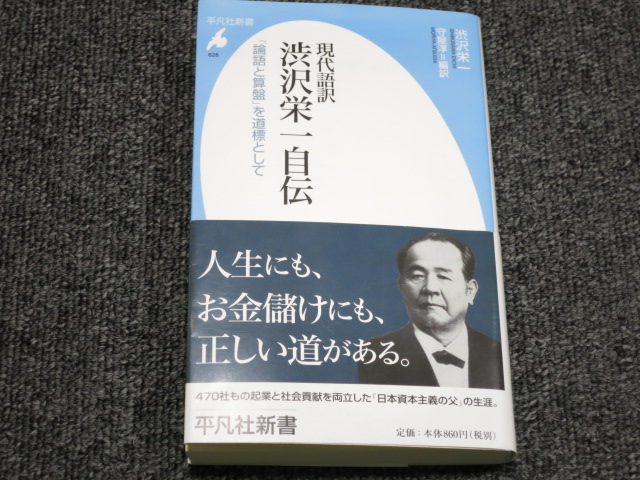 平凡社新書
628
渋沢栄一
守屋淳=編訳
現代語訳
渋沢栄一自伝
「論語と算盤」を道標として
人生にも、
お金儲けにも、
正しい道がある。
470社もの起業と社会貢献を両立した「日本資本主義の父」の生涯。
平凡社新書
定価:本体860円(税別)